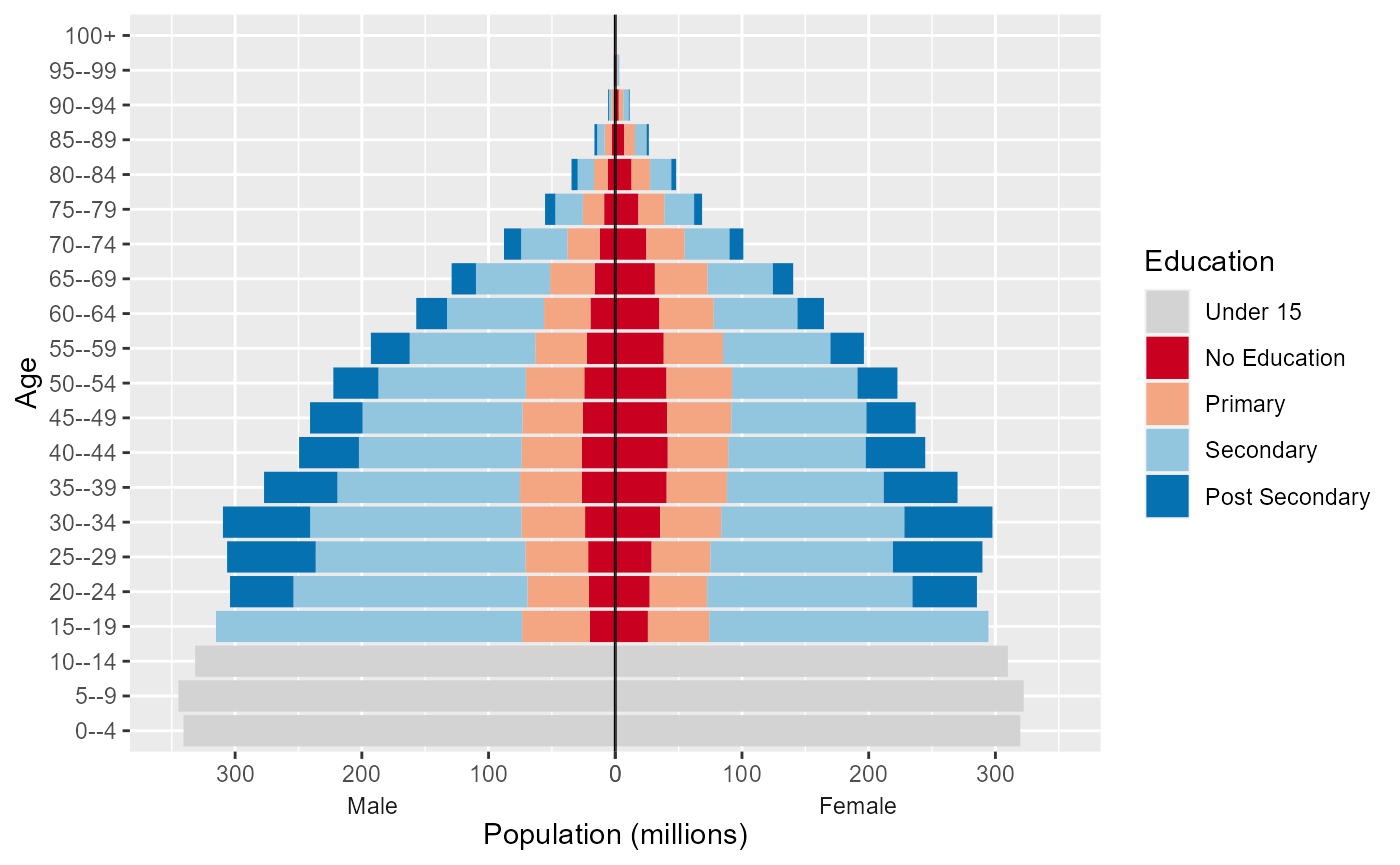 100+
95--99
90--94
85--89
80--84
75--79
70--74
65--69
60--64
55--59
50--54
45--49
40--44
35--39
30--34
25--29
20--24
15--19
10--14
5--9
0--4
Age
300 200 100 0 100 200 300
Male Female
Population (millions)
Education
Under 15
No Education
Primary
Secondary
Post Secondary